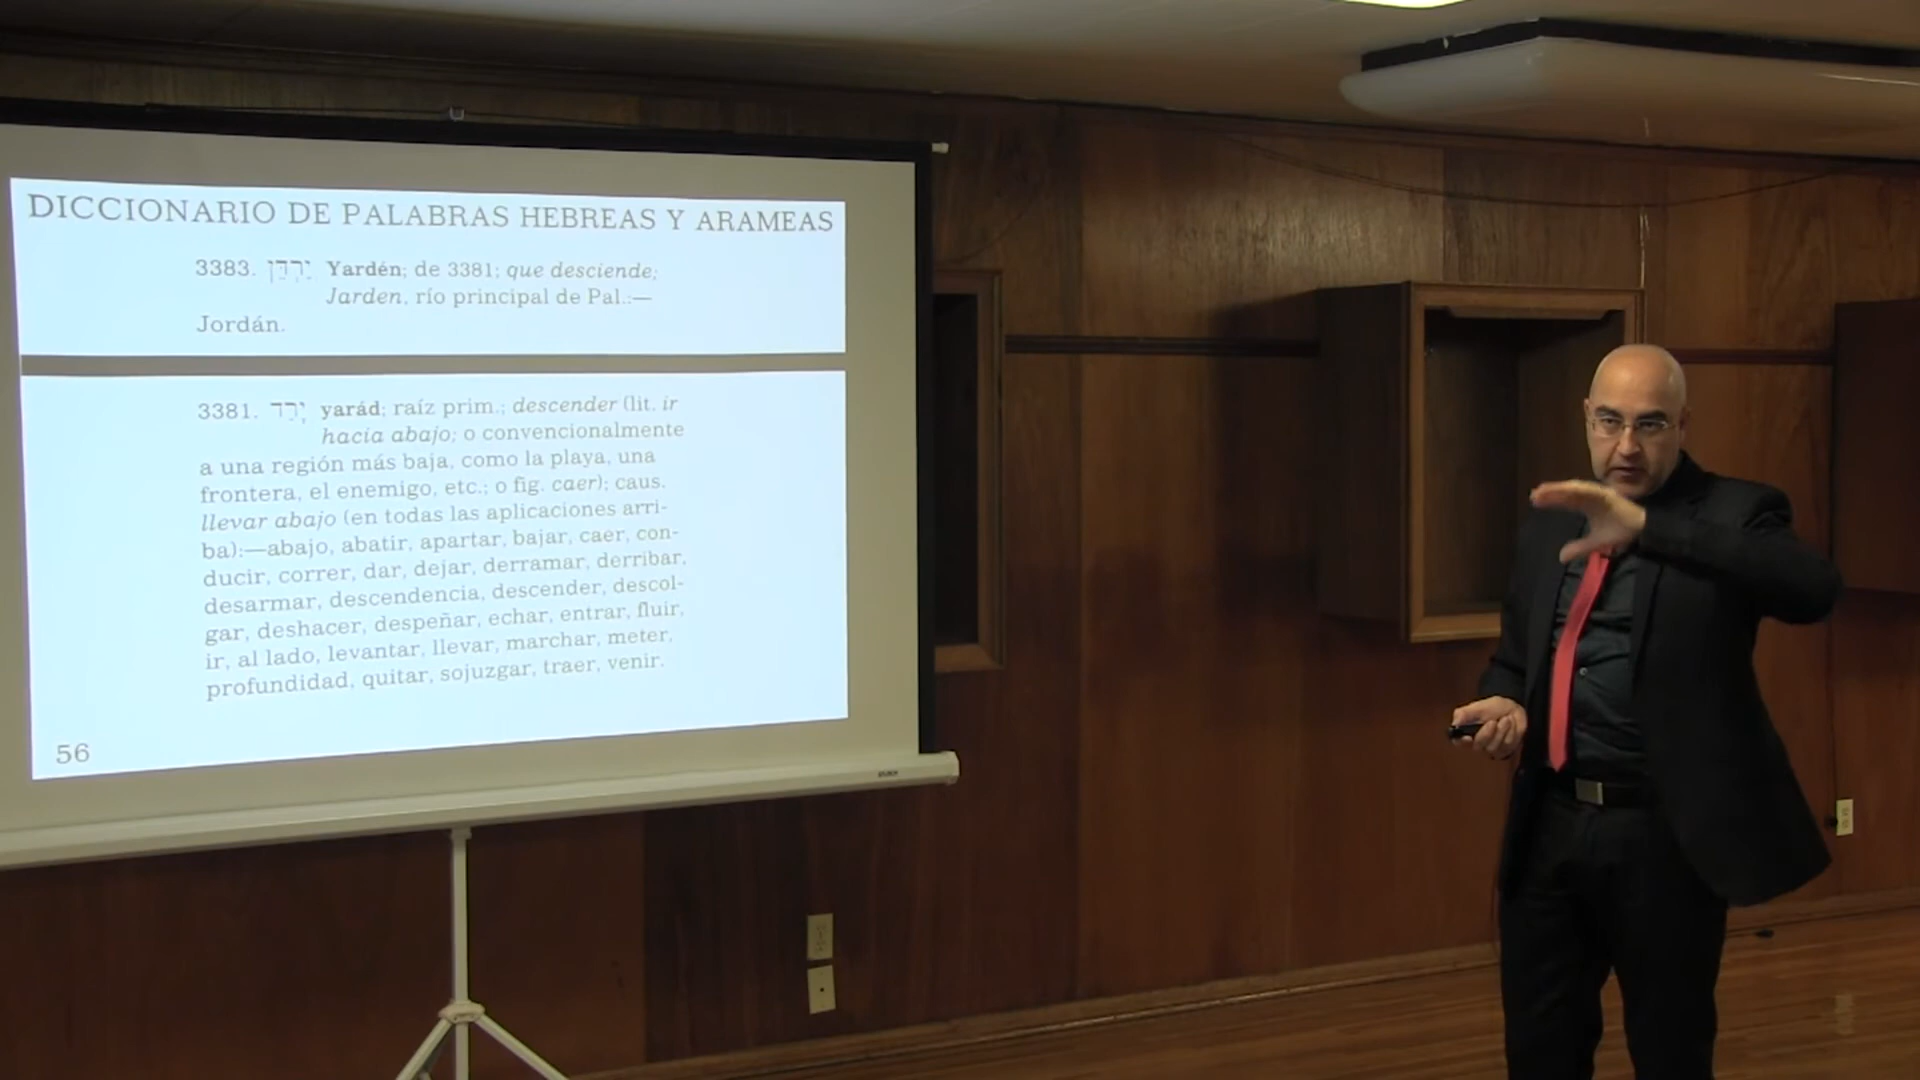 DICCIONARIO DE PALABRAS HEBREAS Y ARAMEAS
3383. יַרְדֵּן Yardén; de 3381; que desciende;
Jarden, río principal de Pal.:—
Jordán.
3381. יָרַד yarád; raíz prim.; descender (lit. ir
hacia abajo; o convencionalmente
a una región más baja, como la playa, una
frontera, el enemigo, etc.; o fig. caer); caus.
llevar abajo (en todas las aplicaciones arri-
ba):—abajo, abatir, apartar, bajar, caer, con-
ducir, correr, dar, dejar, derramar, derribar,
desarmar, descendencia, descender, descol-
gar, deshacer, despeñar, echar, entrar, fluir,
ir, al lado, levantar, llevar, marchar, meter,
profundidad, quitar, sojuzgar, traer, venir.
56